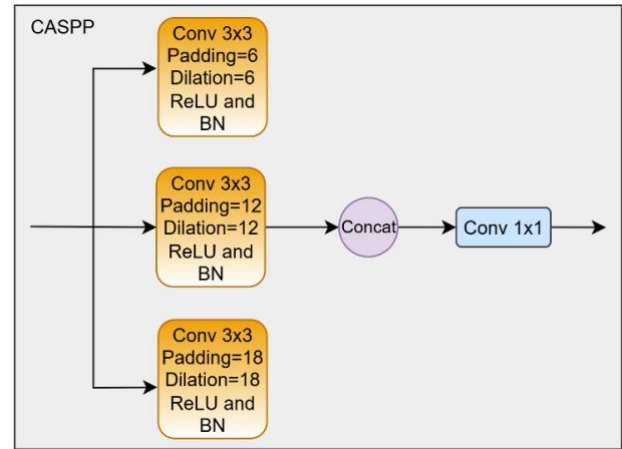 CASPP
Conv 3x3
Padding=6
Dilation=6
ReLU and
BN
Conv 3x3
Padding=12
Dilation=12
ReLU and
BN
Concat
Conv 1x1
Conv 3x3
Padding=18
Dilation=18
ReLU and
BN